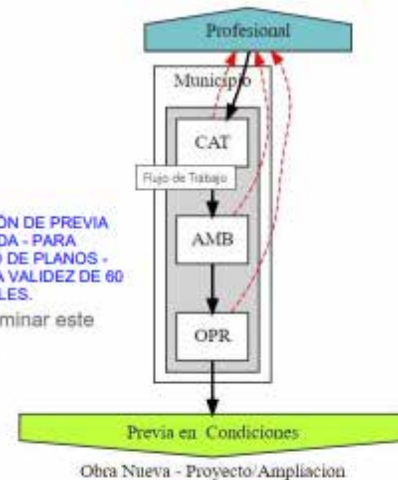 Profesional
Municipio
CAT
Flujo de Trabajo
ÓN DE PREVIA
DA - PARA
O DE PLANOS -
A VALIDEZ DE 60
LES.
minar este
AMB
OPR
Previa en Condiciones
Obra Nueva - Proyecto/Ampliacion